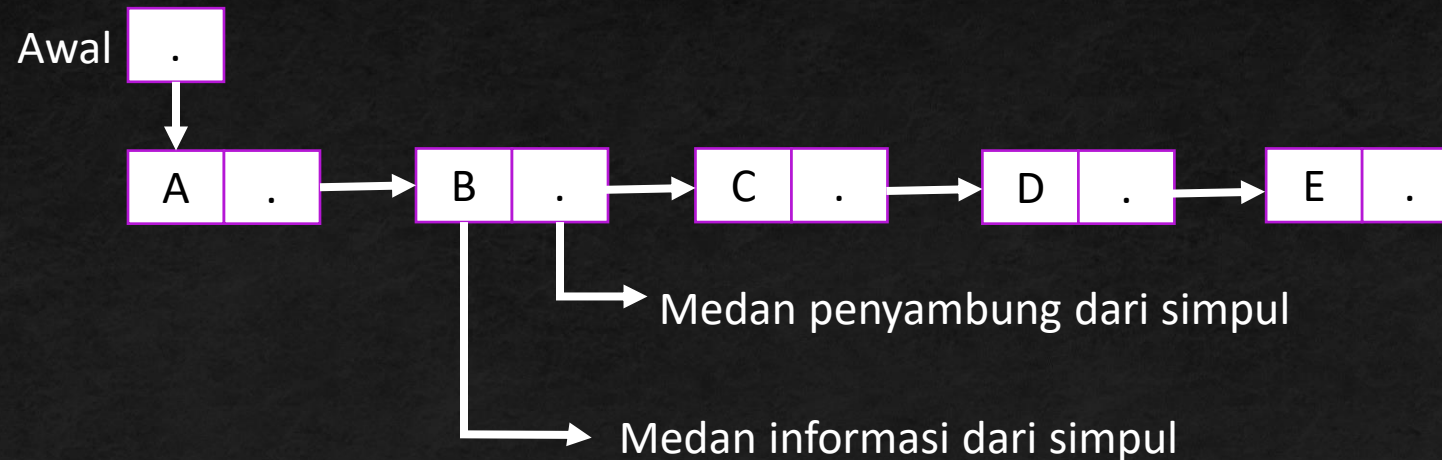 Awal .
A . B . C . D . E .
Medan penyambung dari simpul
Medan informasi dari simpul